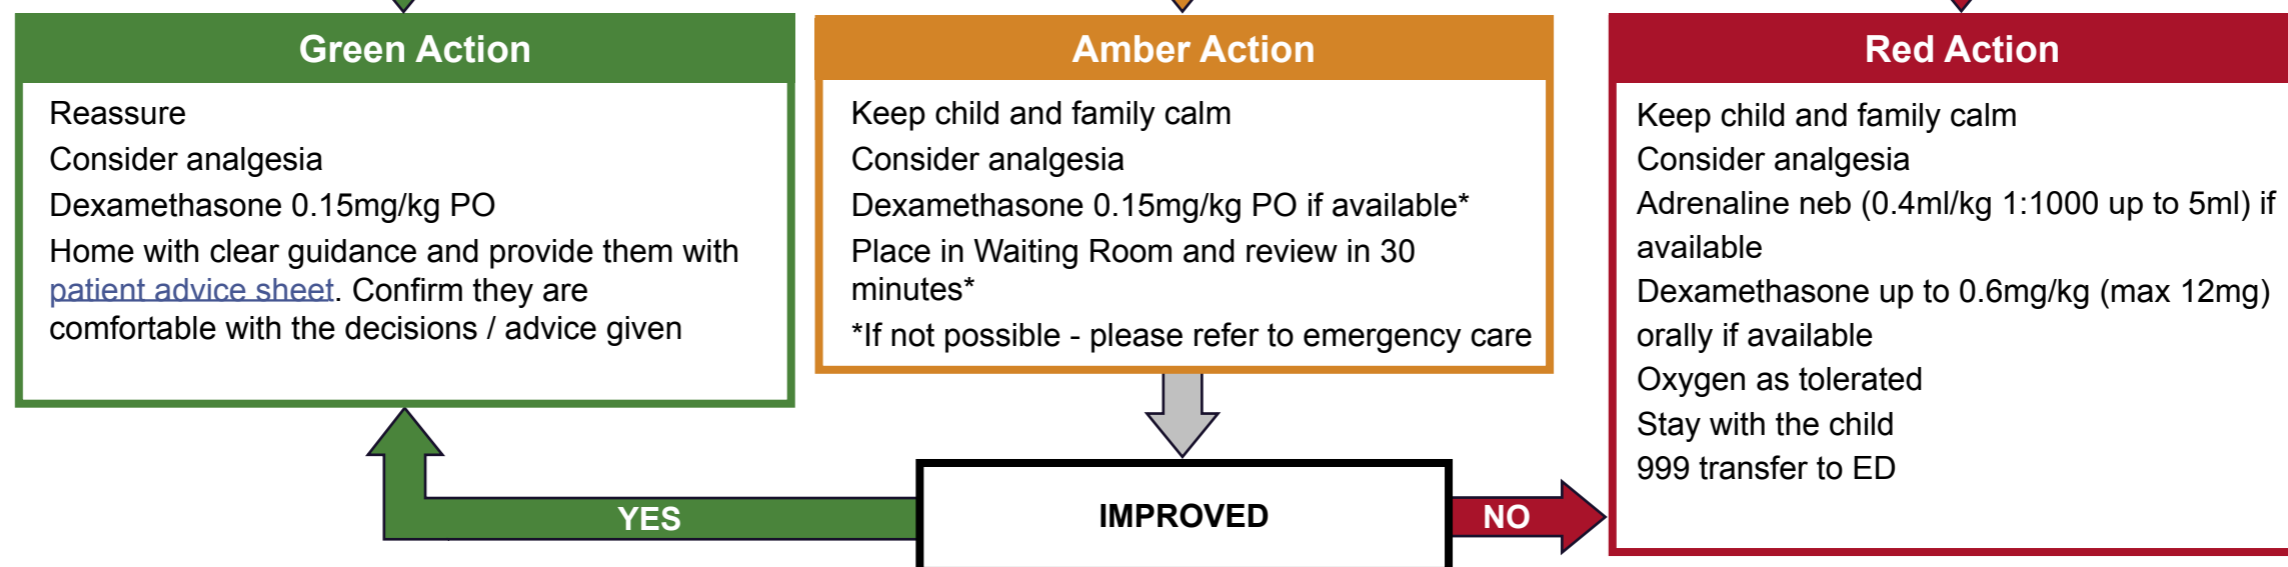 Green Action
Reassure
Consider analgesia
Dexamethasone 0.15mg/kg PO
Home with clear guidance and provide them with
patient advice sheet. Confirm they are
comfortable with the decisions / advice given
Amber Action
Keep child and family calm
Consider analgesia
Dexamethasone 0.15mg/kg PO if available*
Place in Waiting Room and review in 30
minutes*
*If not possible - please refer to emergency care
Red Action
Keep child and family calm
Consider analgesia
Adrenaline neb (0.4ml/kg 1:1000 up to 5ml) if
available
Dexamethasone up to 0.6mg/kg (max 12mg)
orally if available
Oxygen as tolerated
Stay with the child
999 transfer to ED
YES
IMPROVED
NO